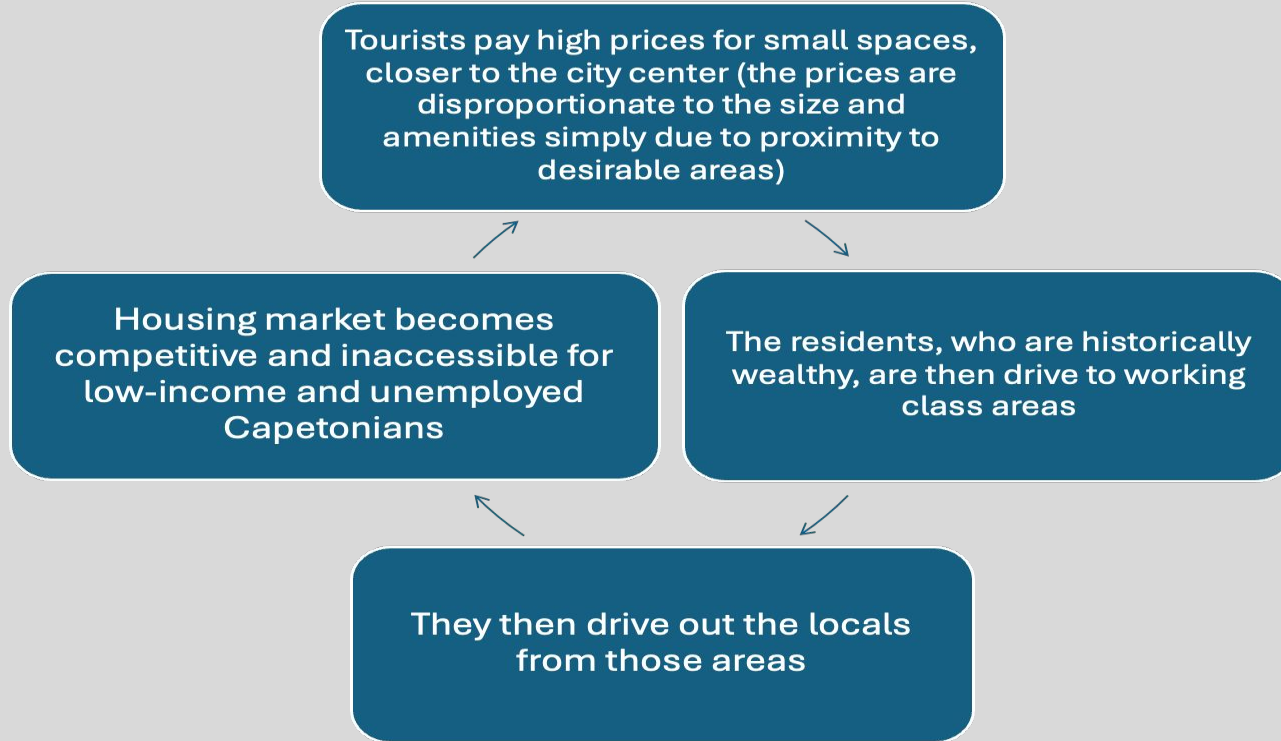 Tourists pay high prices for small spaces,
closer to the city center (the prices are
disproportionate to the size and
amenities simply due to proximity to
desirable areas)
The residents, who are historically
wealthy, are then drive to working
class areas
They then drive out the locals
from those areas
Housing market becomes
competitive and inaccessible for
low-income and unemployed
Capetonians